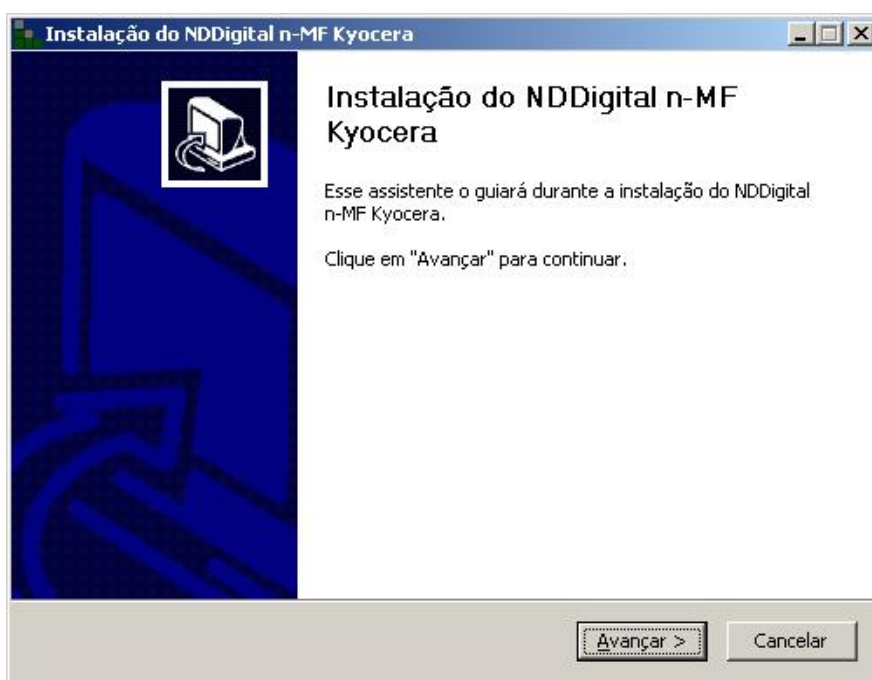 Instalação do NDDigital n-MF Kyocera
Instalação do NDDigital n-MF
Kyocera
Esse assistente o guiará durante a instalação do NDDigital
n-MF Kyocera.
Clique em "Avançar" para continuar.
Avançar >
Cancelar